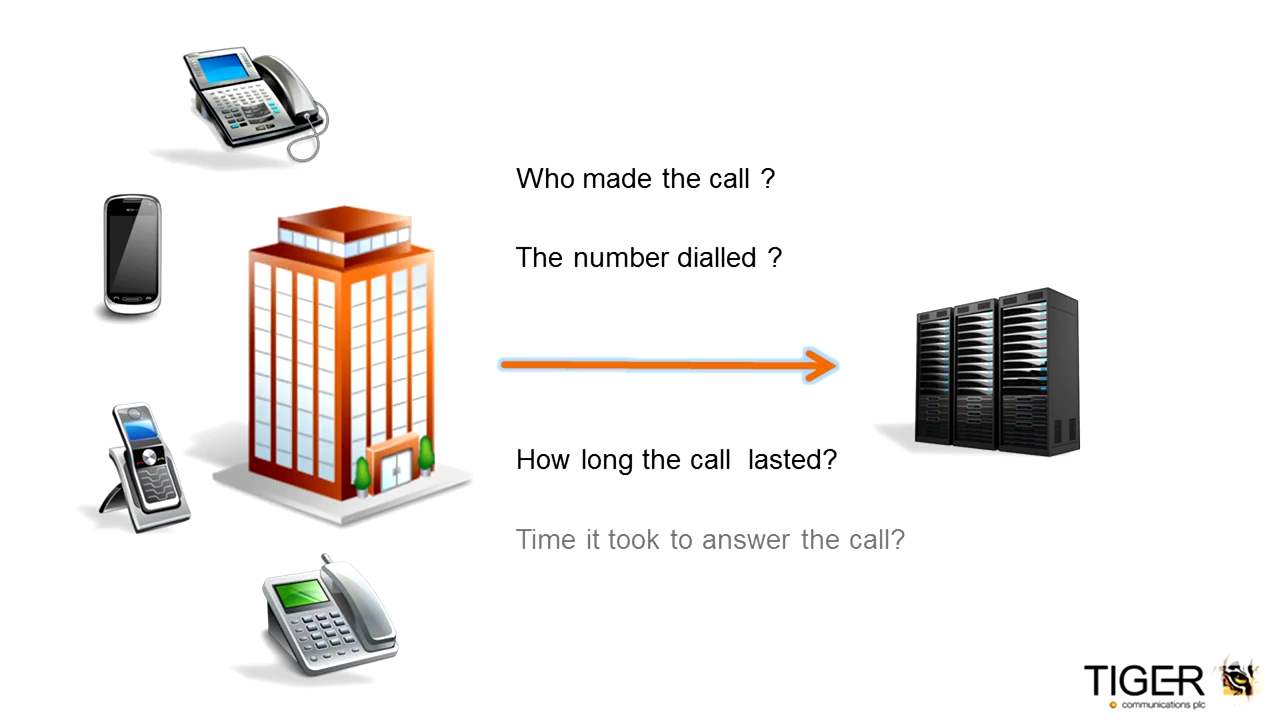 Who made the call ?
The number dialled ?
How long the call lasted?
Time it took to answer the call?
TIGER
communications plc